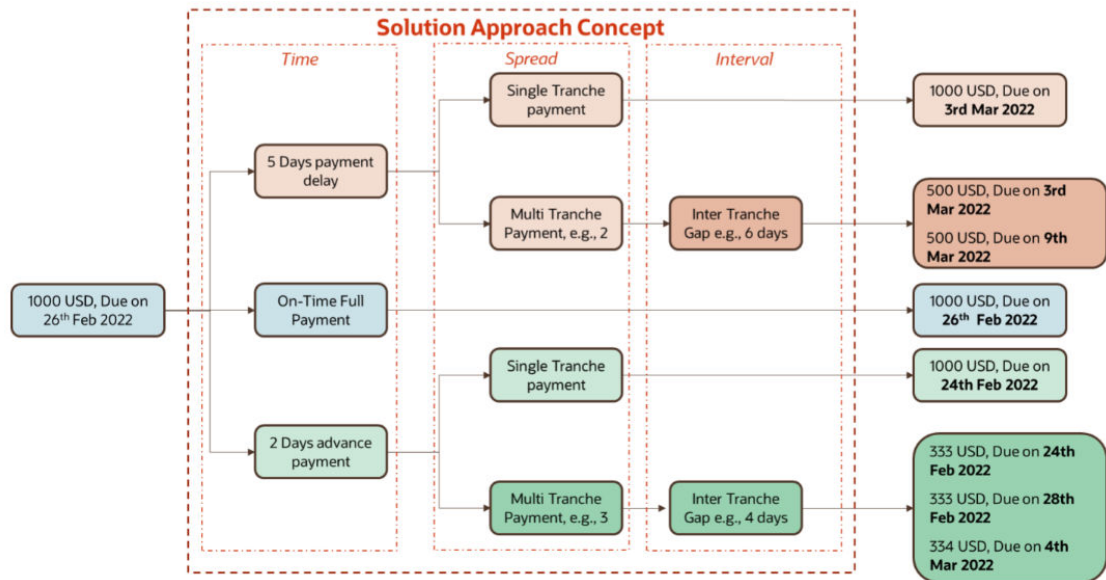 Solution Approach Concept
Time
Spread
Interval
Single Tranche
payment
1000 USD, Due on
3rd Mar 2022
5 Days payment
delay
Multi Tranche
Payment, e.g., 2
Inter Tranche
Gap e.g., 6 days
500 USD, Due on 3rd
Mar 2022
500 USD, Due on 9th
Mar 2022
1000 USD, Due on
26th Feb 2022
On-Time Full
Payment
1000 USD, Due on
26th Feb 2022
Single Tranche
payment
1000 USD, Due on
24th Feb 2022
2 Days advance
payment
Multi Tranche
Payment, e.g., 3
Inter Tranche
Gap e.g., 4 days
333 USD, Due on 24th
Feb 2022
333 USD, Due on 28th
Feb 2022
334 USD, Due on 4th
Mar 2022